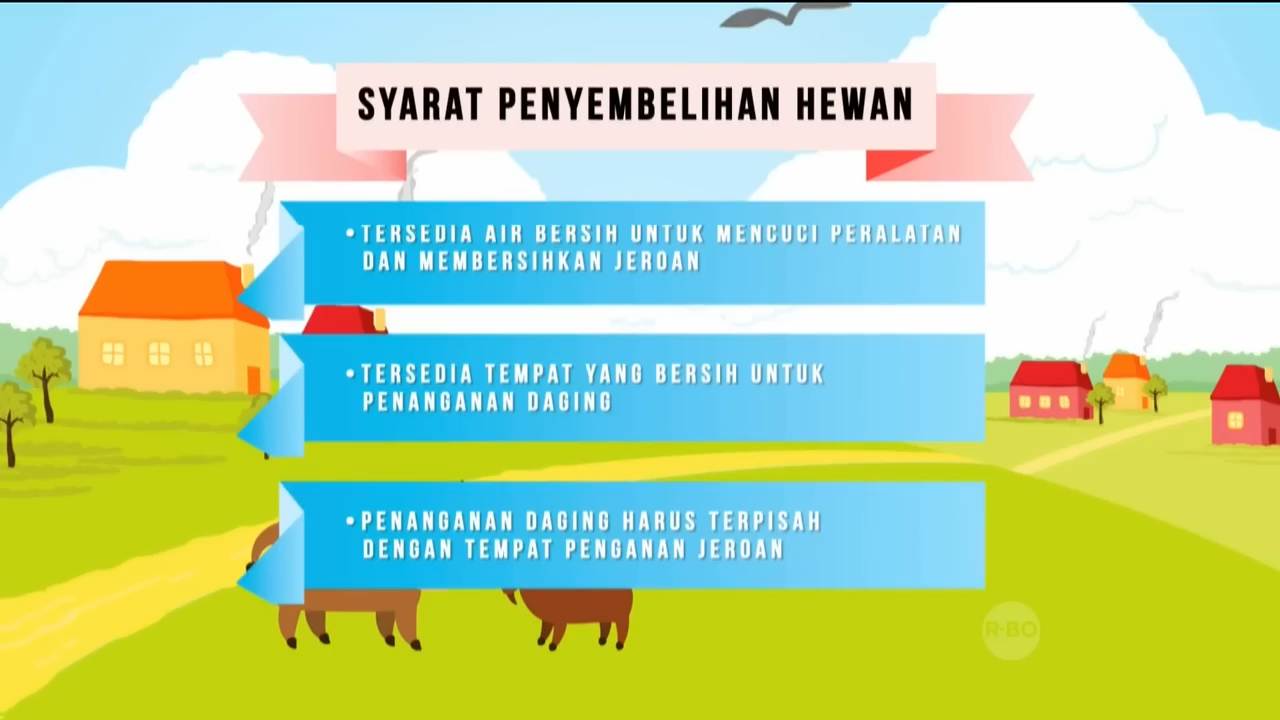 SYARAT PENYEMBELIHAN HEWAN
• TERSEDIA AIR BERSIH UNTUK MENCUCI PERALATAN
DAN MEMBERSIHKAN JEROAN
• TERSEDIA TEMPAT YANG BERSIH UNTUK
PENANGANAN DAGING
• PENANGANAN DAGING HARUS TERPISAH
DENGAN TEMPAT PENGANAN JEROAN
R-BO